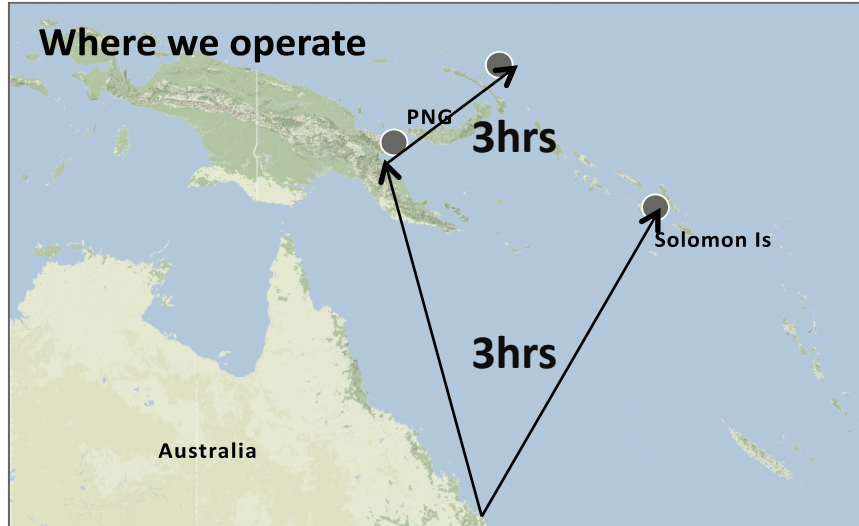 Where we operate
PNG
3hrs
Solomon Is
3hrs
Australia